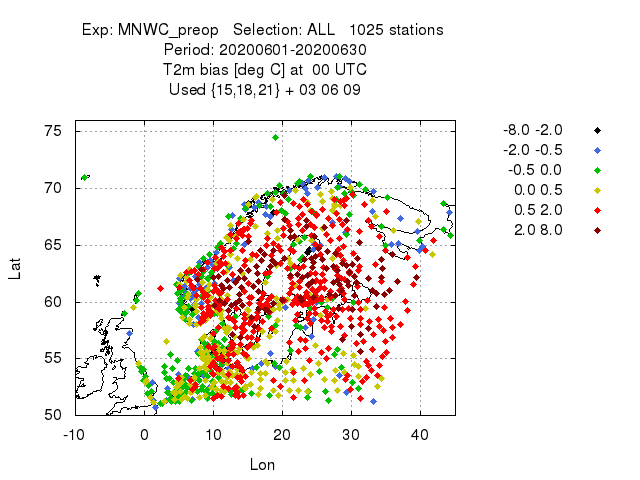 Exp: MNWC_preop   Selection: ALL   1025 stations
Period: 20200601-20200630
T2m bias [deg C] at  00 UTC
Used {15,18,21} + 03 06 09
-8.0 -2.0
-2.0 -0.5
-0.5 0.0
0.0 0.5
0.5 2.0
2.0 8.0
75
70
65
60
55
50
Lat
-10 0 10 20 30 40
Lon